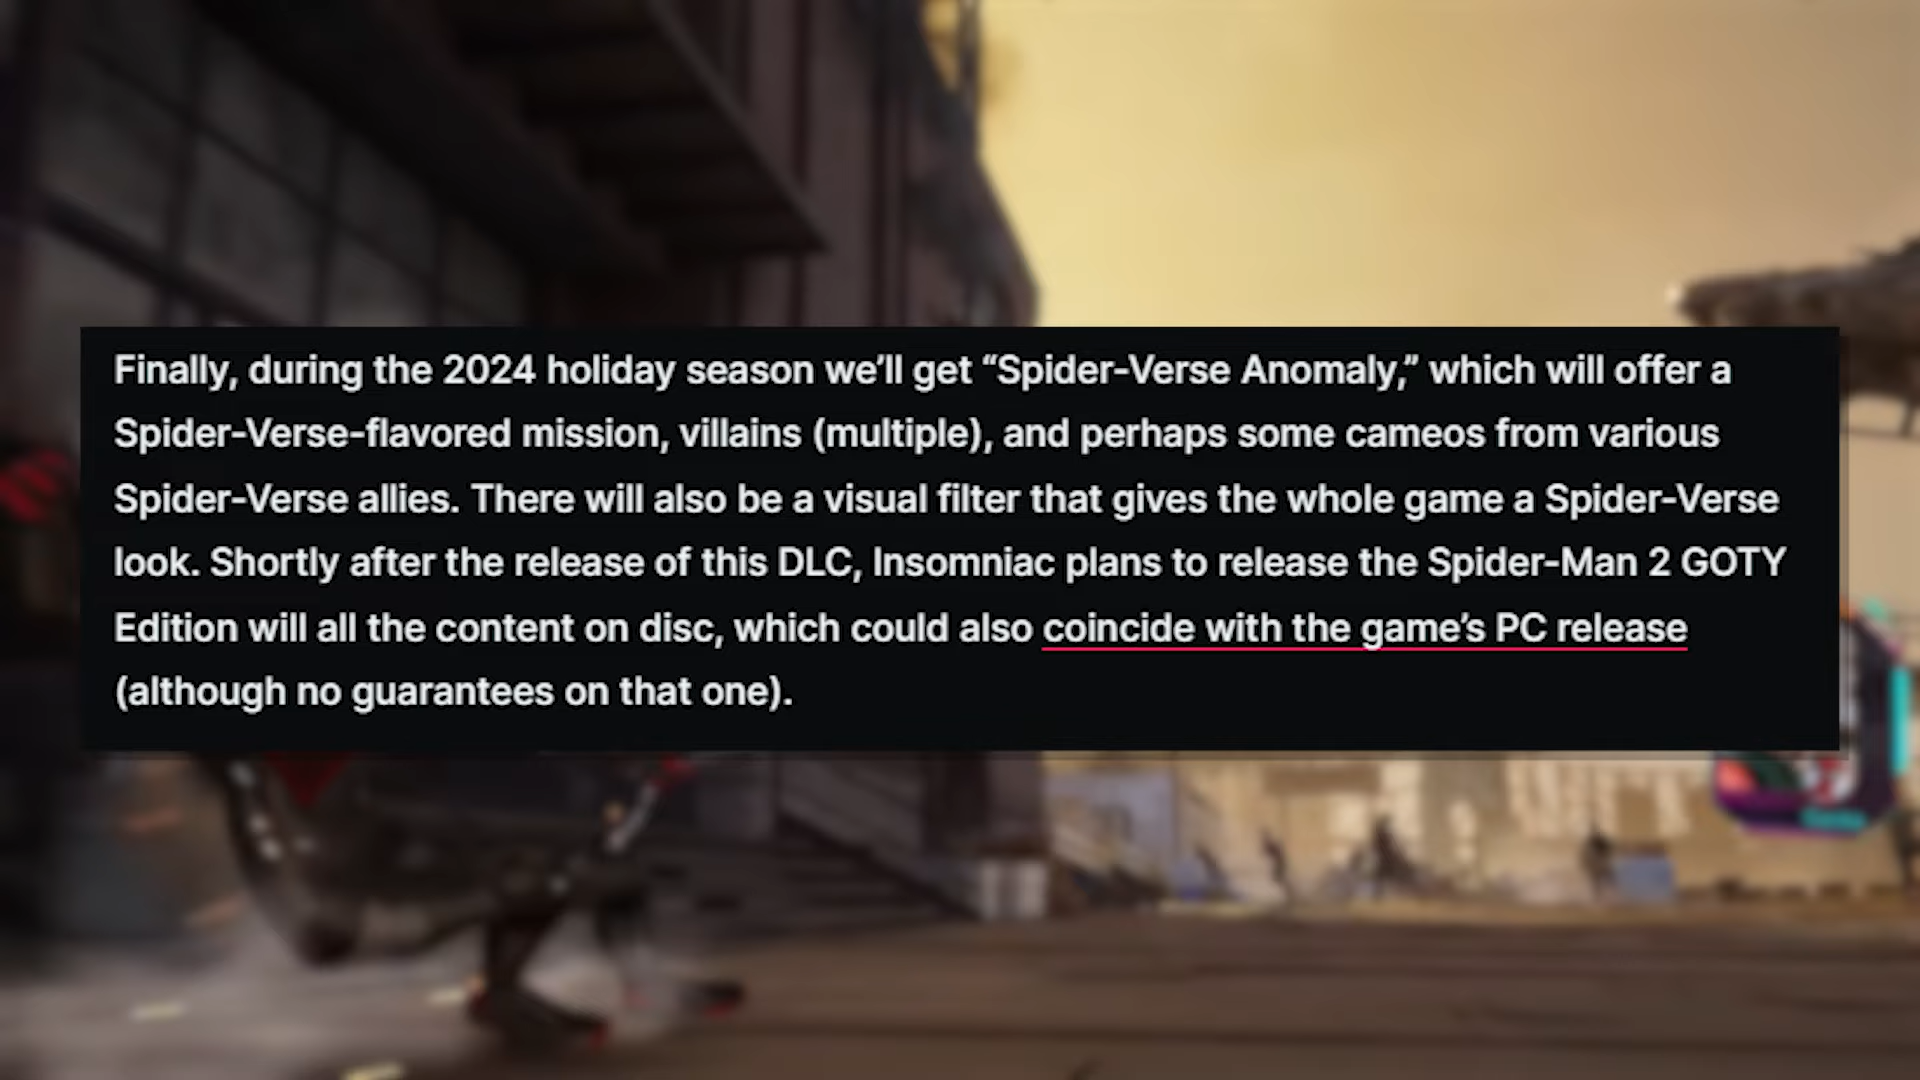 Finally, during the 2024 holiday season we’ll get “Spider-Verse Anomaly,” which will offer a
Spider-Verse-flavored mission, villains (multiple), and perhaps some cameos from various
Spider-Verse allies. There will also be a visual filter that gives the whole game a Spider-Verse
look. Shortly after the release of this DLC, Insomniac plans to release the Spider-Man 2 GOTY
Edition will all the content on disc, which could also coincide with the game’s PC release
(although no guarantees on that one).